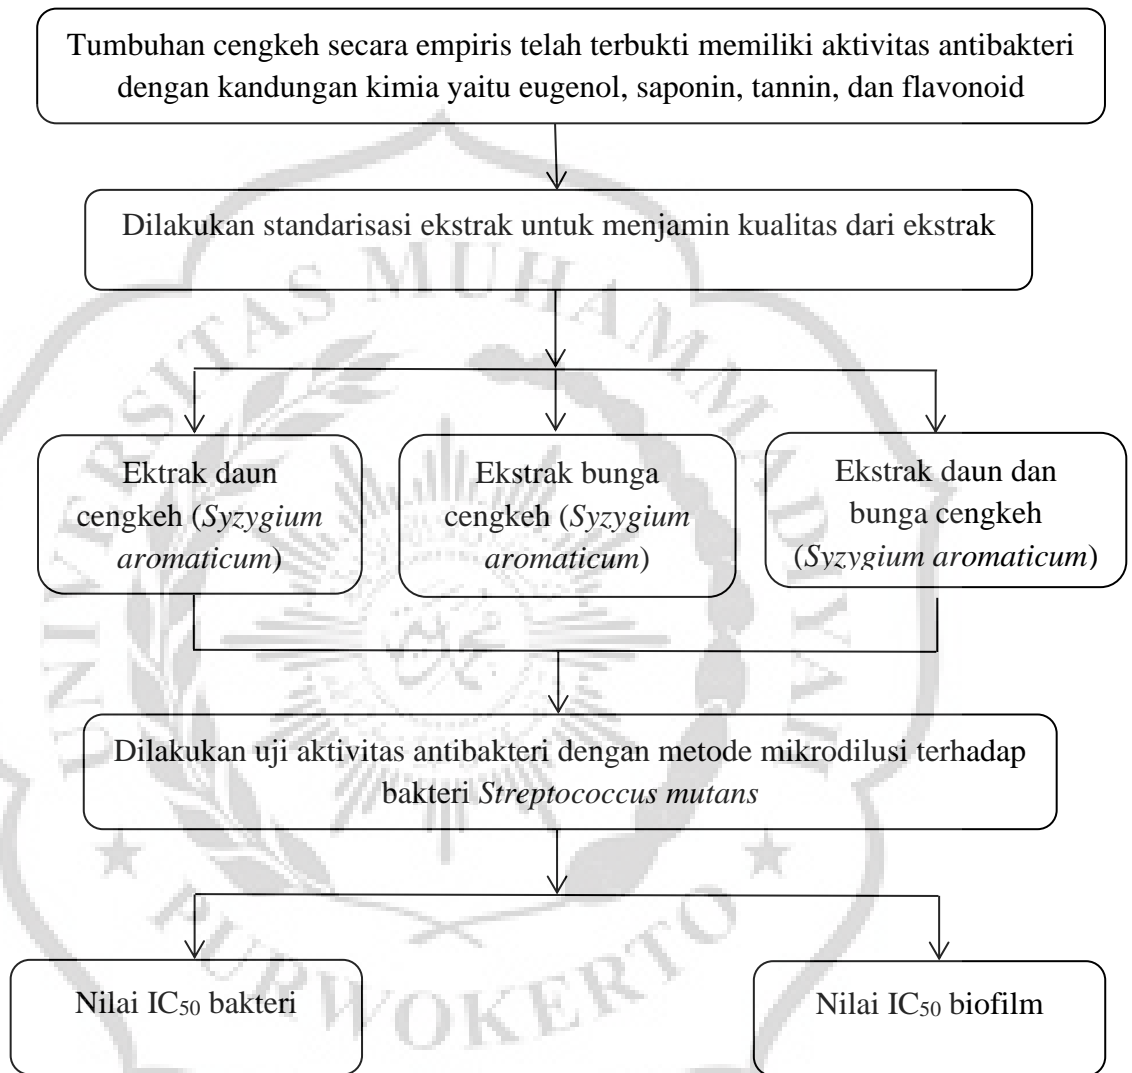 Tumbuhan cengkeh secara empiris telah terbukti memiliki aktivitas antibakteri
dengan kandungan kimia yaitu eugenol, saponin, tannin, dan flavonoid
Dilakukan standarisasi ekstrak untuk menjamin kualitas dari ekstrak
Ektrak daun
cengkeh (Syzygium
aromaticum)
Ekstrak bunga
cengkeh (Syzygium
aromaticum)
Ekstrak daun dan
bunga cengkeh
(Syzygium aromaticum)
Dilakukan uji aktivitas antibakteri dengan metode mikrodilusi terhadap
bakteri Streptococcus mutans
Nilai IC50 bakteri
Nilai IC50 biofilm
UNIVERSITAS MUHAMMADIYAH
PURWOKERTO